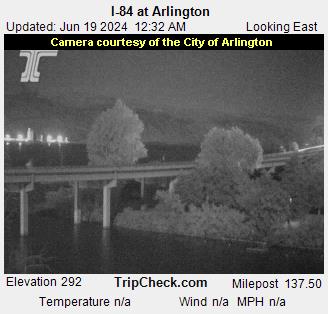 I-84 at Arlington
Updated: Jun 19 2024 12:32 AM Looking East
Camera courtesy of the City of Arlington
Elevation 292 TripCheck.com Milepost 137.50
Temperature n/a Wind n/a MPH n/a